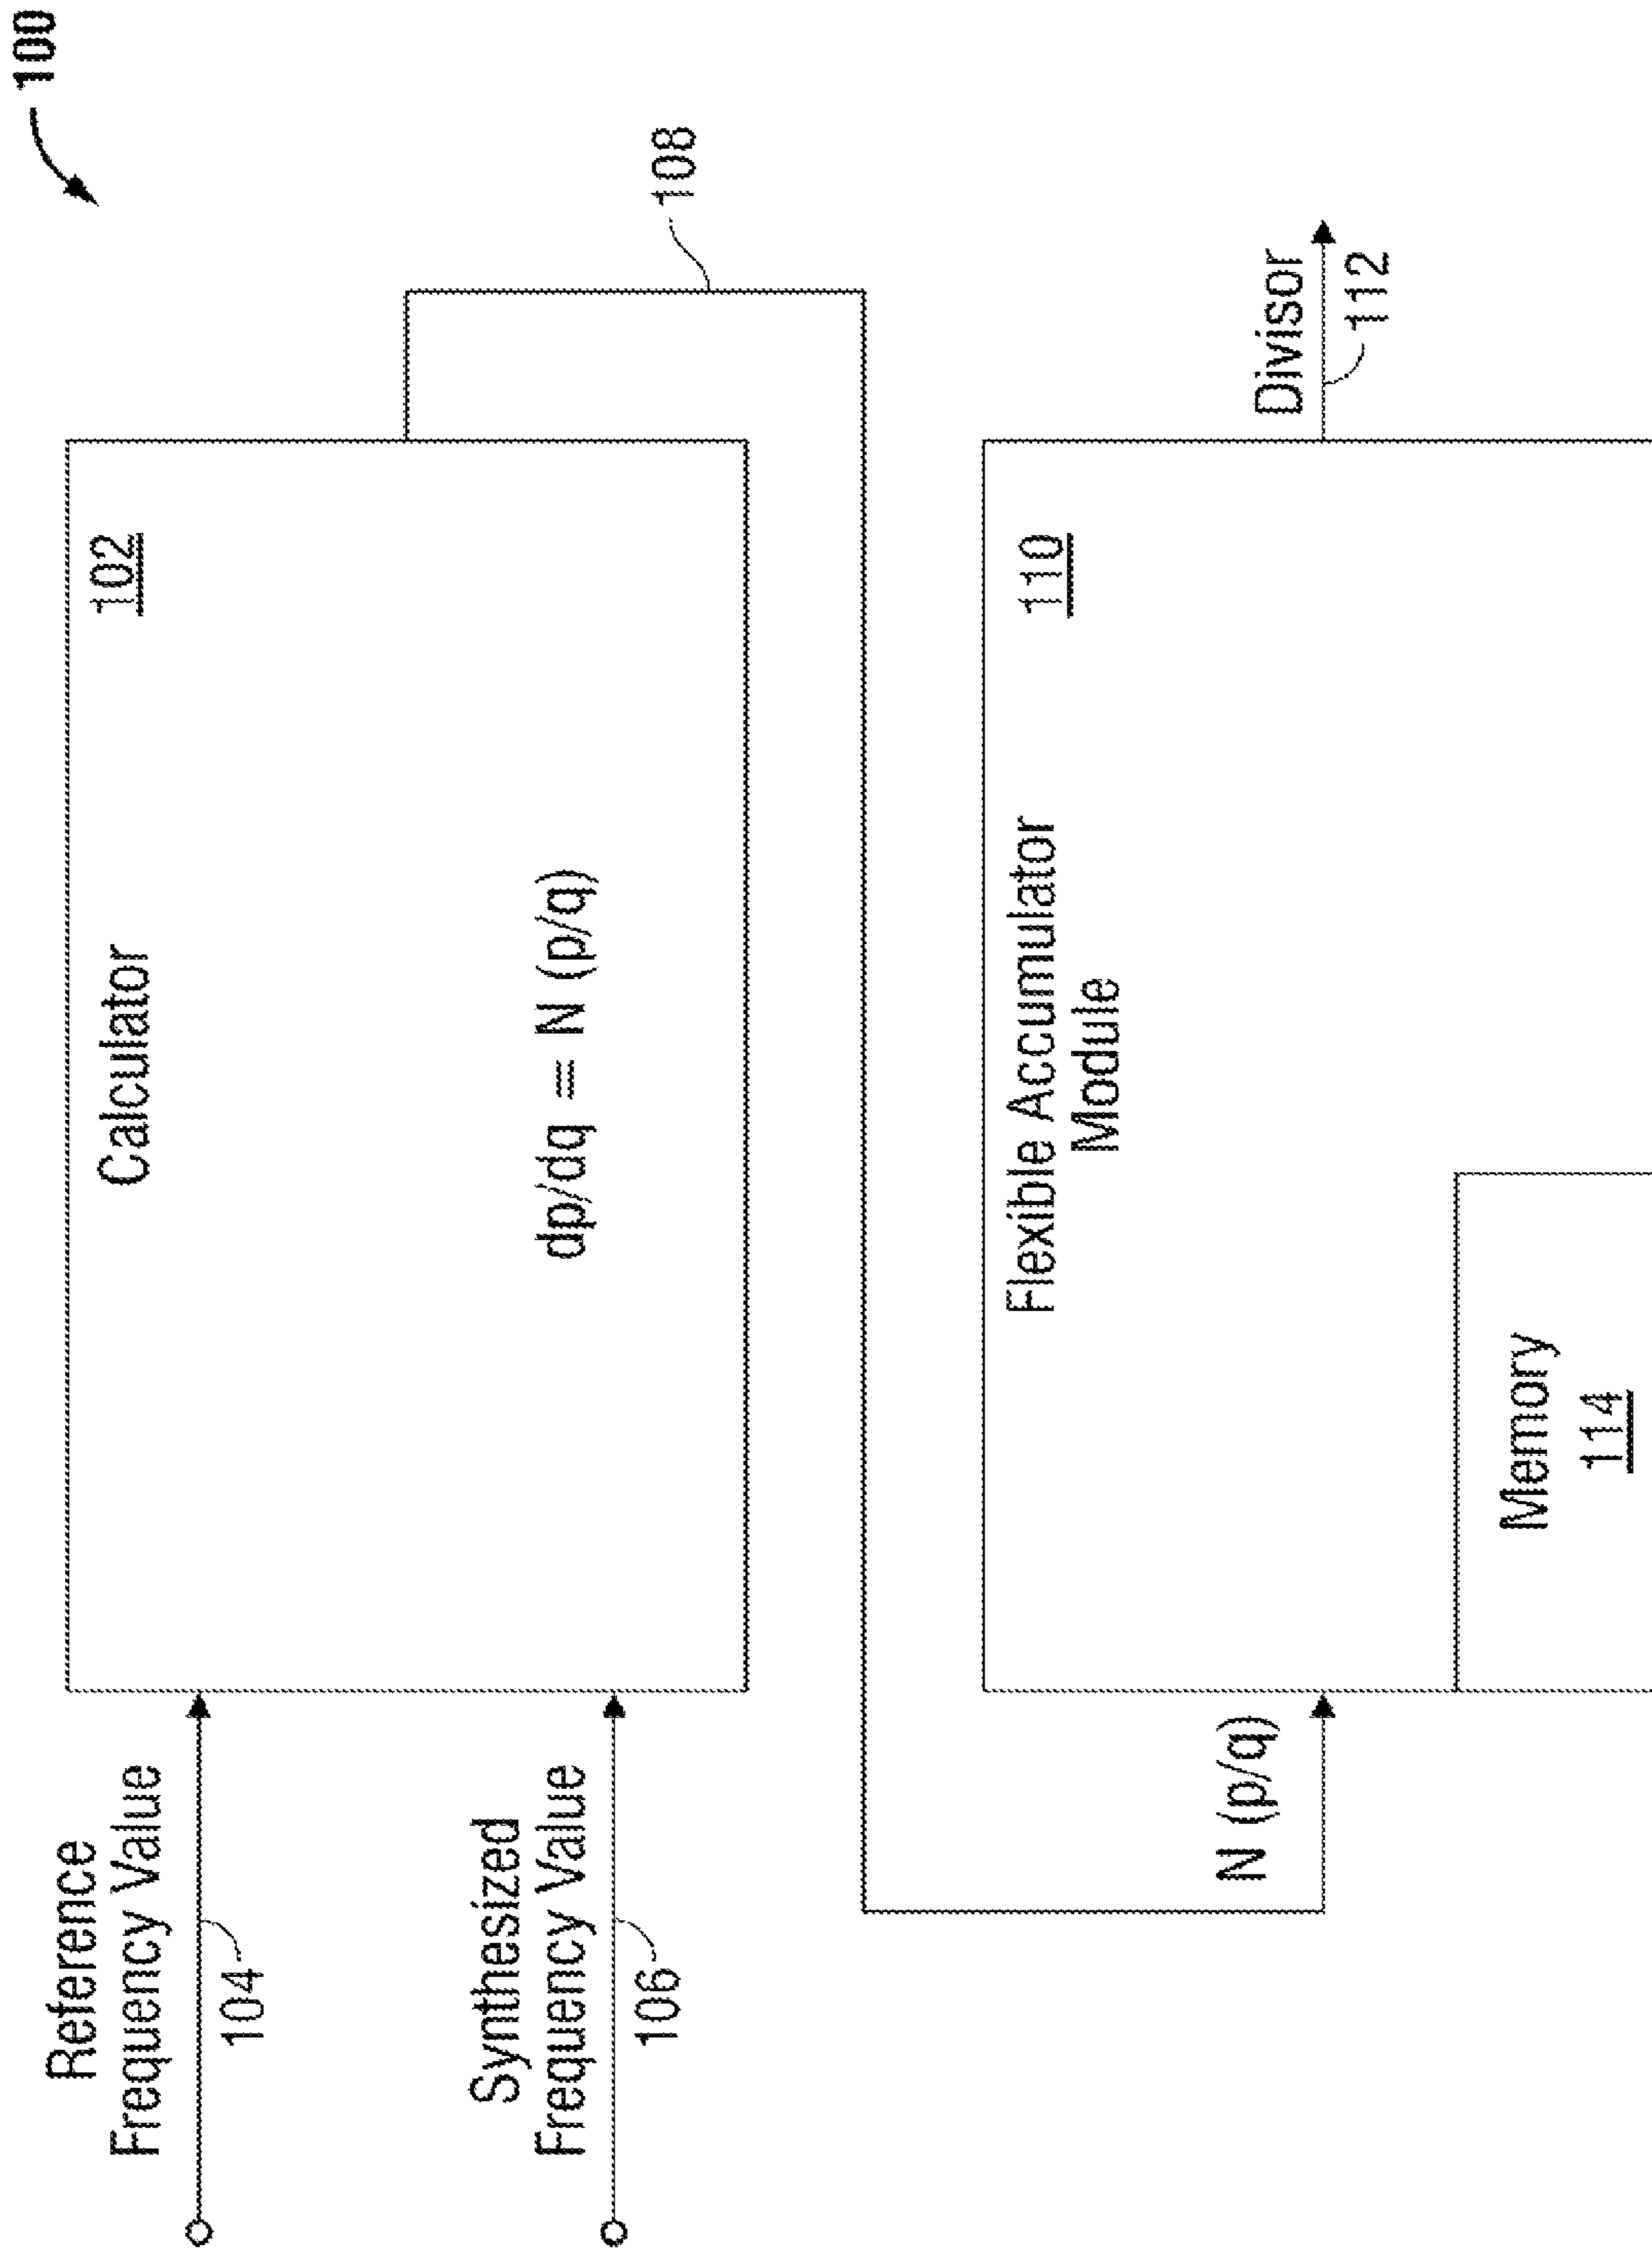 100
Reference
Frequency Value
104
Synthesized
Frequency Value
106
Calculator
102
dp/dq = N (p/q)
108
N (p/q)
Flexible Accumulator
Module
110
Memory
114
Divisor
112